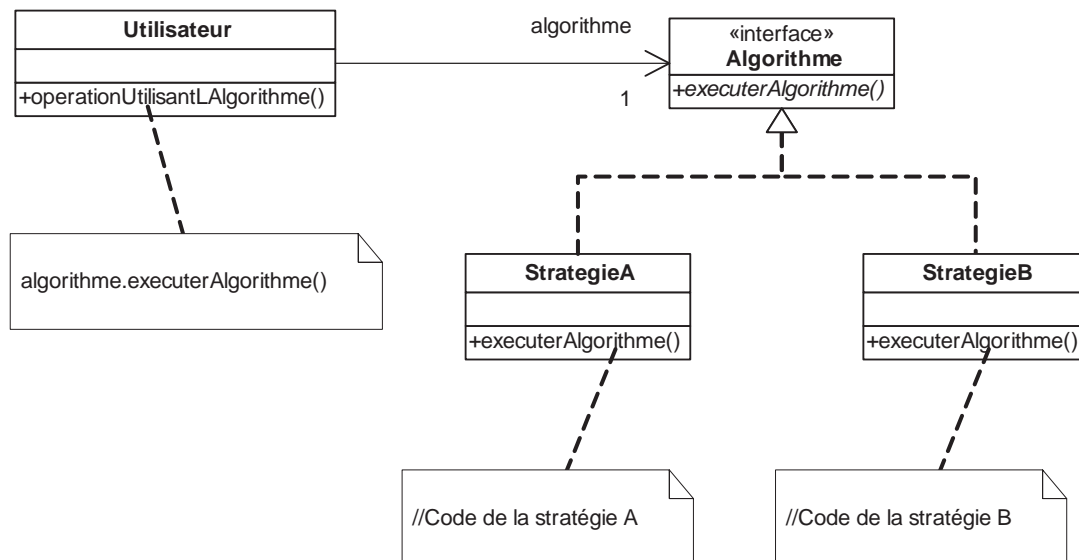 Utilisateur
+operationUtilisantLAlgorithme()
algorithme
1
«interface»
Algorithme
+executerAlgorithme()
algorithme.executerAlgorithme()
StrategieA
+executerAlgorithme()
StrategieB
+executerAlgorithme()
//Code de la stratégie A
//Code de la stratégie B